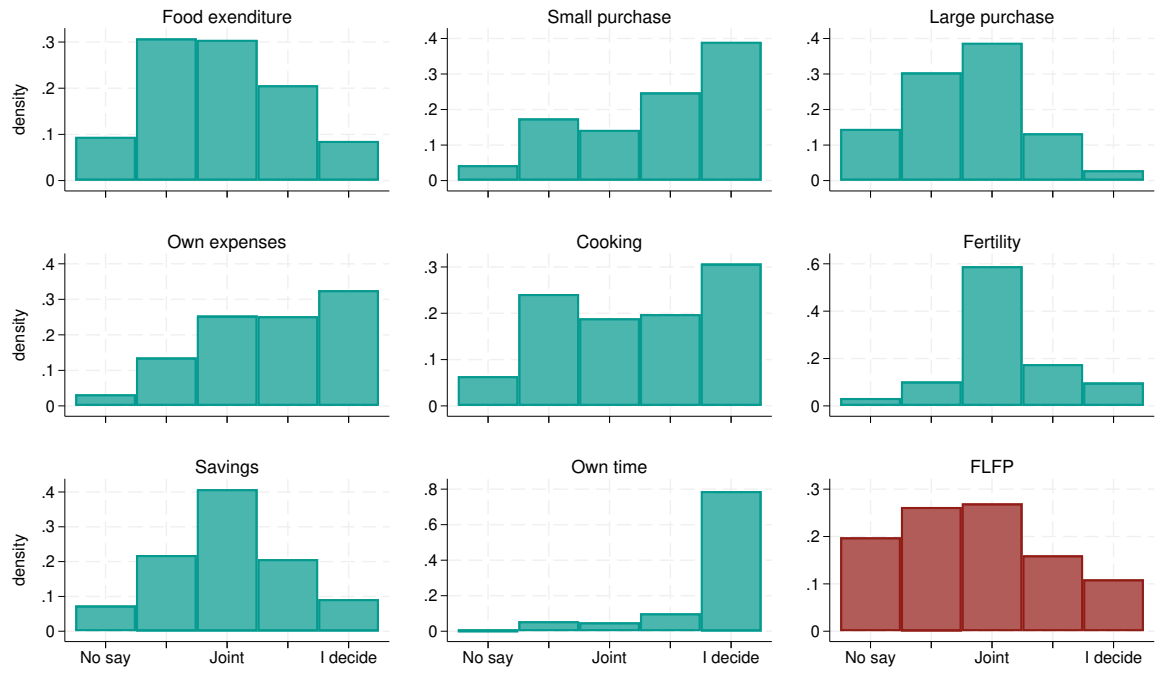 Food exenditure
Small purchase
Large purchase
density
.3
.2
.1
0
.4
.3
.2
.1
0
.4
.3
.2
.1
0
Own expenses
Cooking
Fertility
density
.4
.3
.2
.1
0
.3
.2
.1
0
.6
.4
.2
0
Savings
Own time
FLFP
density
.4
.3
.2
.1
0
.8
.6
.4
.2
0
.3
.2
.1
0
No say Joint I decide
No say Joint I decide
No say Joint I decide